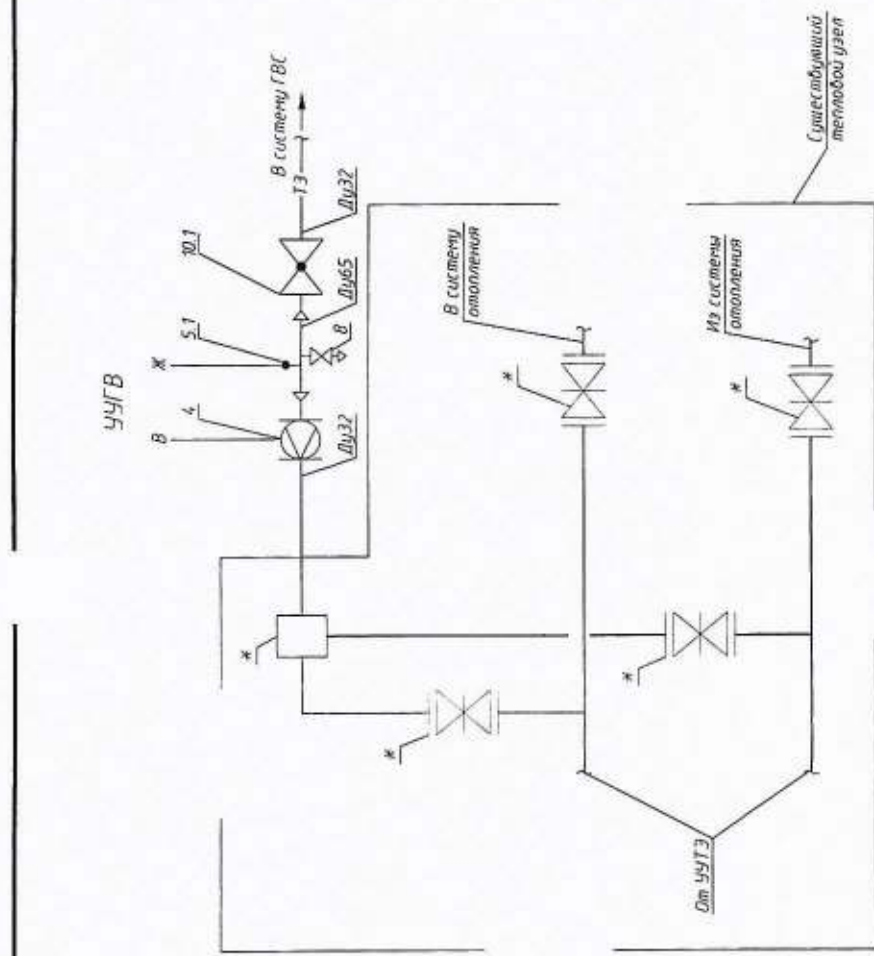 УУГВ
В
4
Ж
5.1
10.1
В систему ГВС
Т3
Ду32
Ду65
8
Ду32
*
*
*
*
*
В систему
отопления
Из системы
отопления
Существующий
тепловой узел
От УУТЭ